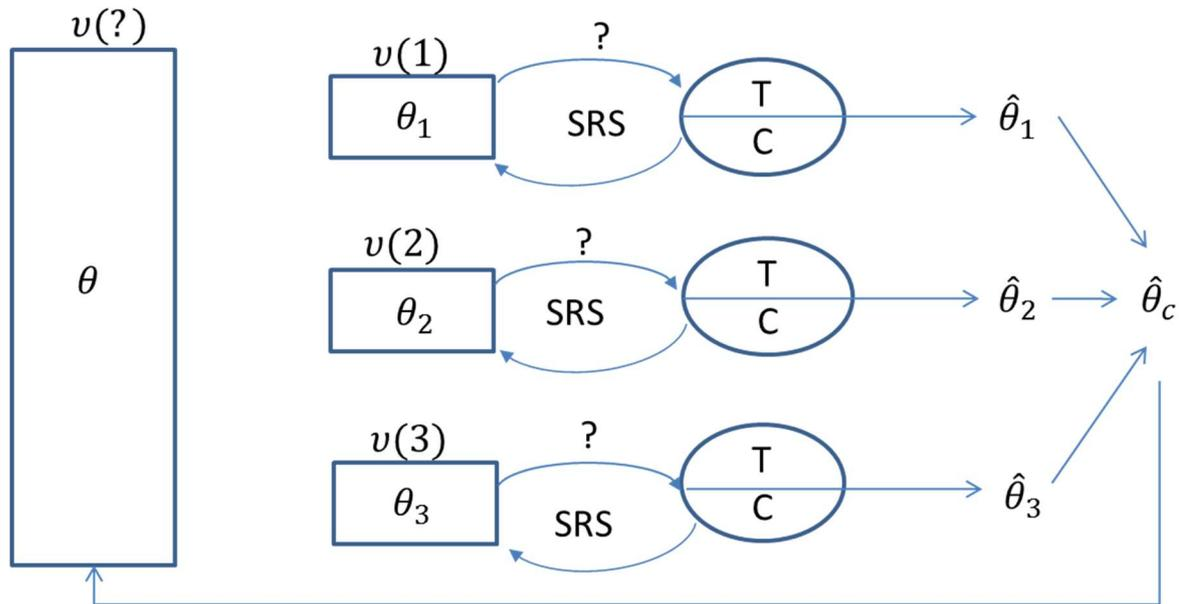 υ(?)
θ
υ(1)
θ₁
?
SRS
T
C
θ̂₁
υ(2)
θ₂
?
SRS
T
C
θ̂₂
θ̂c
υ(3)
θ₃
?
SRS
T
C
θ̂₃